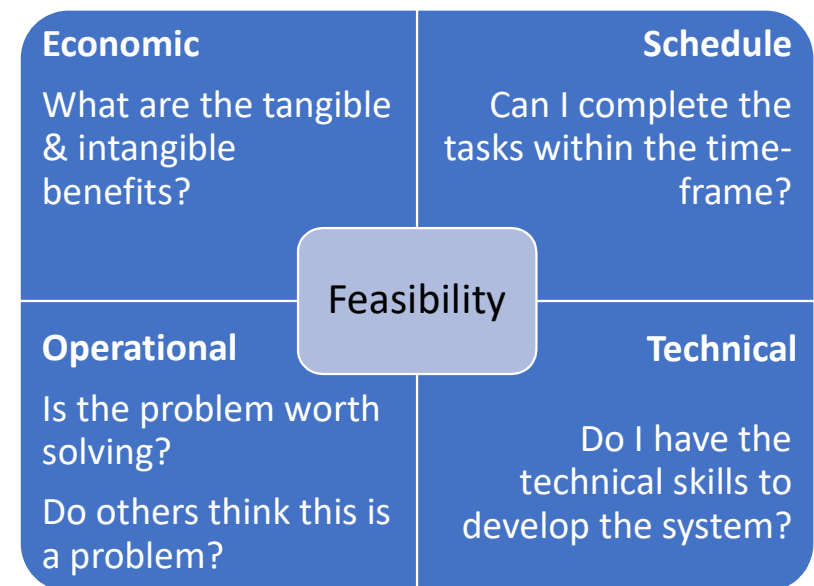 Economic
What are the tangible
& intangible
benefits?
Schedule
Can I complete the
tasks within the time-
frame?
Feasibility
Operational
Is the problem worth
solving?
Do others think this is
a problem?
Technical
Do I have the
technical skills to
develop the system?